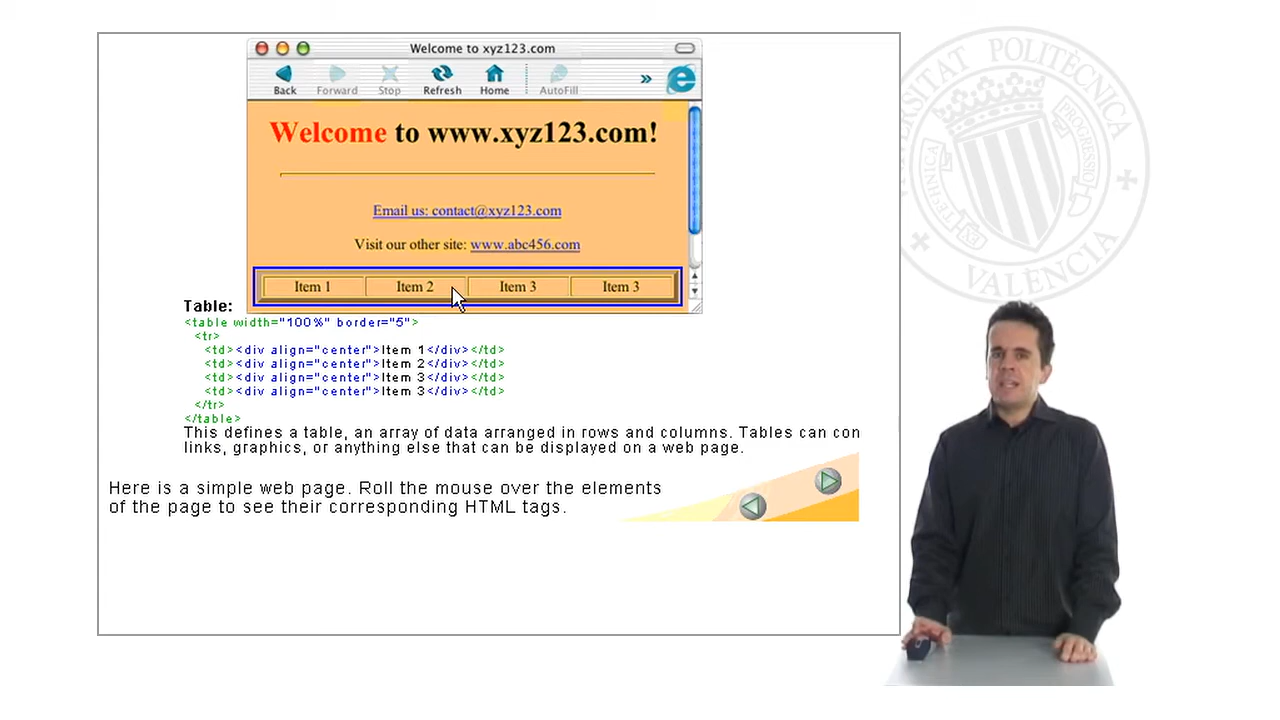 Welcome to xyz123.com
Back Forward Stop Refresh Home AutoFill »
Welcome to www.xyz123.com!
Email us: contact@xyz123.com
Visit our other site: www.abc456.com
Item 1 Item 2 Item 3 Item 3
Table:
<table width="100%" border="5">
<tr>
<td><div align="center">Item 1</div></td>
<td><div align="center">Item 2</div></td>
<td><div align="center">Item 3</div></td>
<td><div align="center">Item 3</div></td>
</tr>
</table>
This defines a table, an array of data arranged in rows and columns. Tables can con
links, graphics, or anything else that can be displayed on a web page.
Here is a simple web page. Roll the mouse over the elements
of the page to see their corresponding HTML tags.
UNIVERSITAT POLITÈCNICA
DE VALÈNCIA